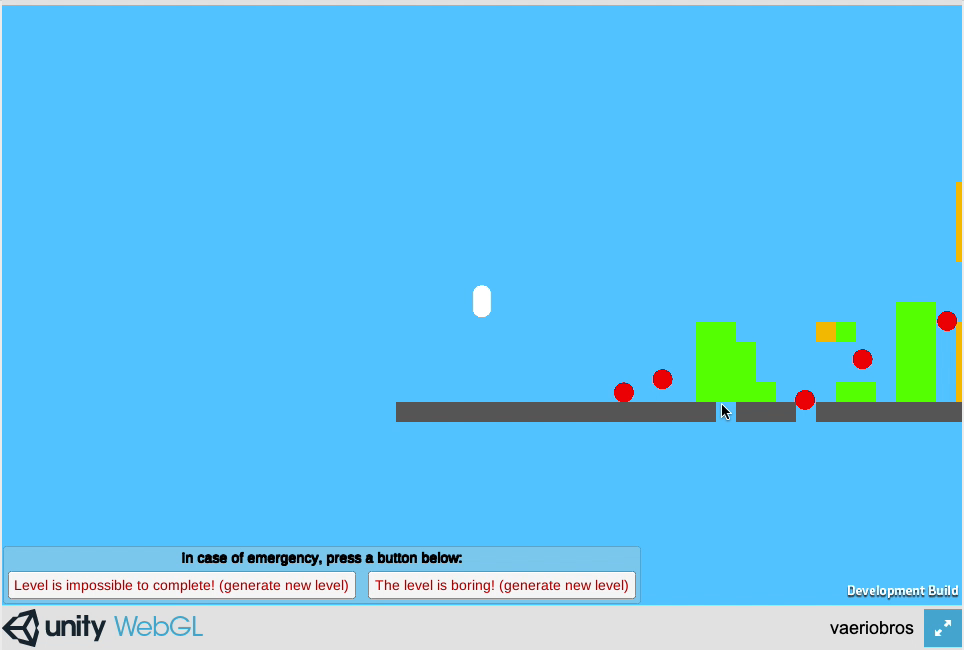 In case of emergency, press a button below:
Level is impossible to complete! (generate new level)
The level is boring! (generate new level)
Development Build
unity WebGL
vaeriobros